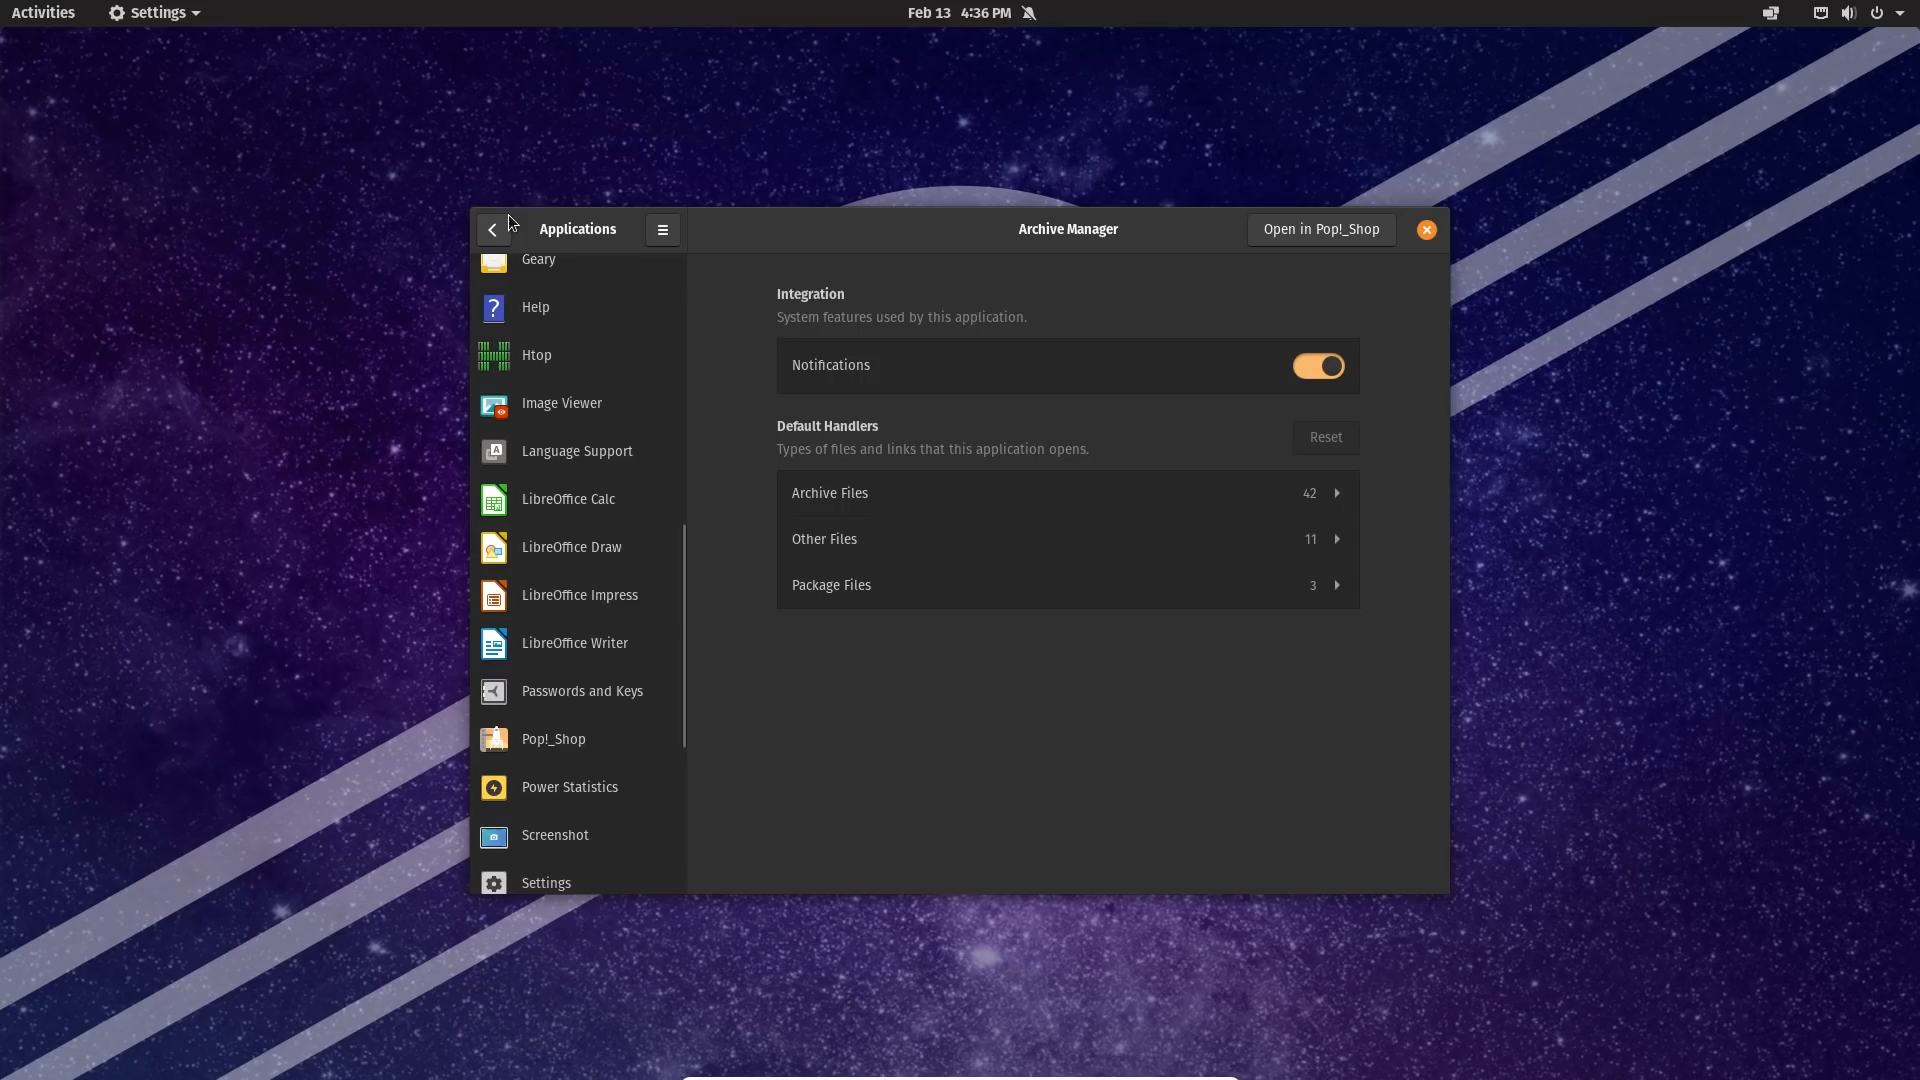 Activities
Settings
Feb 13 4:36 PM
Applications
Archive Manager
Open in Pop!_Shop
Geary
Help
Htop
Image Viewer
Language Support
LibreOffice Calc
LibreOffice Draw
LibreOffice Impress
LibreOffice Writer
Passwords and Keys
Pop!_Shop
Power Statistics
Screenshot
Settings
Integration
System features used by this application.
Notifications
Default Handlers
Types of files and links that this application opens.
Reset
Archive Files 42
Other Files 11
Package Files 3